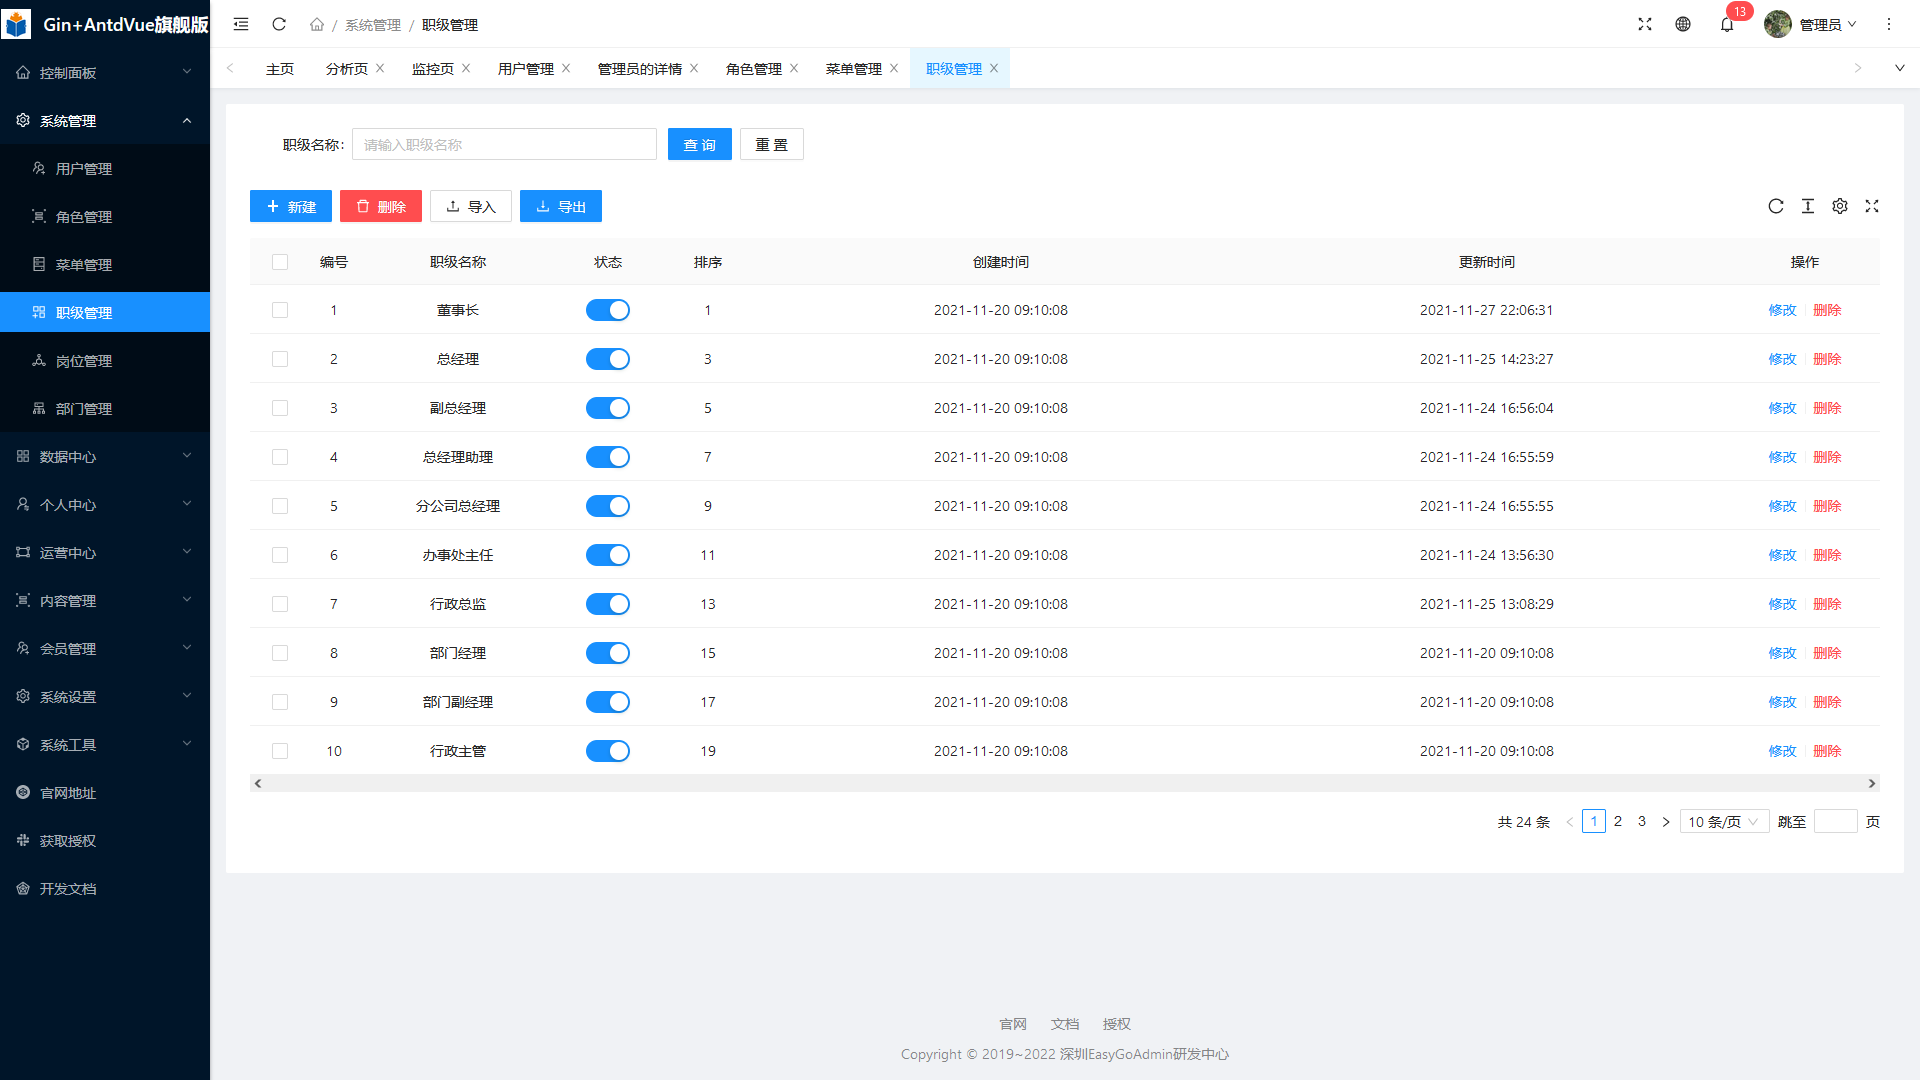 Gin+AntdVue旗舰版
控制面板
系统管理
用户管理
角色管理
菜单管理
职级管理
岗位管理
部门管理
数据中心
个人中心
运营中心
内容管理
会员管理
系统设置
系统工具
官网地址
获取授权
开发文档
/ 系统管理 / 职级管理
13
管理员
主页 分析页 监控页 用户管理 管理员的详情 角色管理 菜单管理 职级管理
职级名称: 请输入职级名称 查 询 重 置
新建 删除 导入 导出
编号 职级名称 状态 排序 创建时间 更新时间 操作
1 董事长 1 2021-11-20 09:10:08 2021-11-27 22:06:31 修改 删除
2 总经理 3 2021-11-20 09:10:08 2021-11-25 14:23:27 修改 删除
3 副总经理 5 2021-11-20 09:10:08 2021-11-24 16:56:04 修改 删除
4 总经理助理 7 2021-11-20 09:10:08 2021-11-24 16:55:59 修改 删除
5 分公司总经理 9 2021-11-20 09:10:08 2021-11-24 16:55:55 修改 删除
6 办事处主任 11 2021-11-20 09:10:08 2021-11-24 13:56:30 修改 删除
7 行政总监 13 2021-11-20 09:10:08 2021-11-25 13:08:29 修改 删除
8 部门经理 15 2021-11-20 09:10:08 2021-11-20 09:10:08 修改 删除
9 部门副经理 17 2021-11-20 09:10:08 2021-11-20 09:10:08 修改 删除
10 行政主管 19 2021-11-20 09:10:08 2021-11-20 09:10:08 修改 删除
共 24 条 1 2 3 10 条/页 跳至 页
官网 文档 授权
Copyright © 2019~2022 深圳EasyGoAdmin研发中心